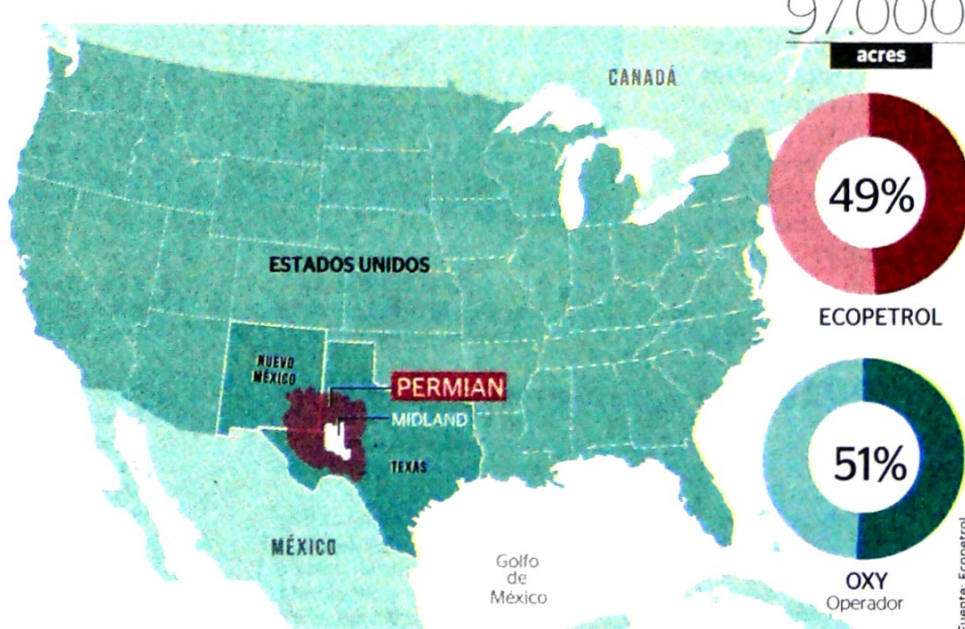 97.000
acres
CANADÁ
49%
ECOPETROL
ESTADOS UNIDOS
NUEVO
MÉXICO
PERMIAN
MIDLAND
TEXAS
51%
OXY
Operador
MÉXICO
Golfo
de
México
Fuente: Ecopetrol